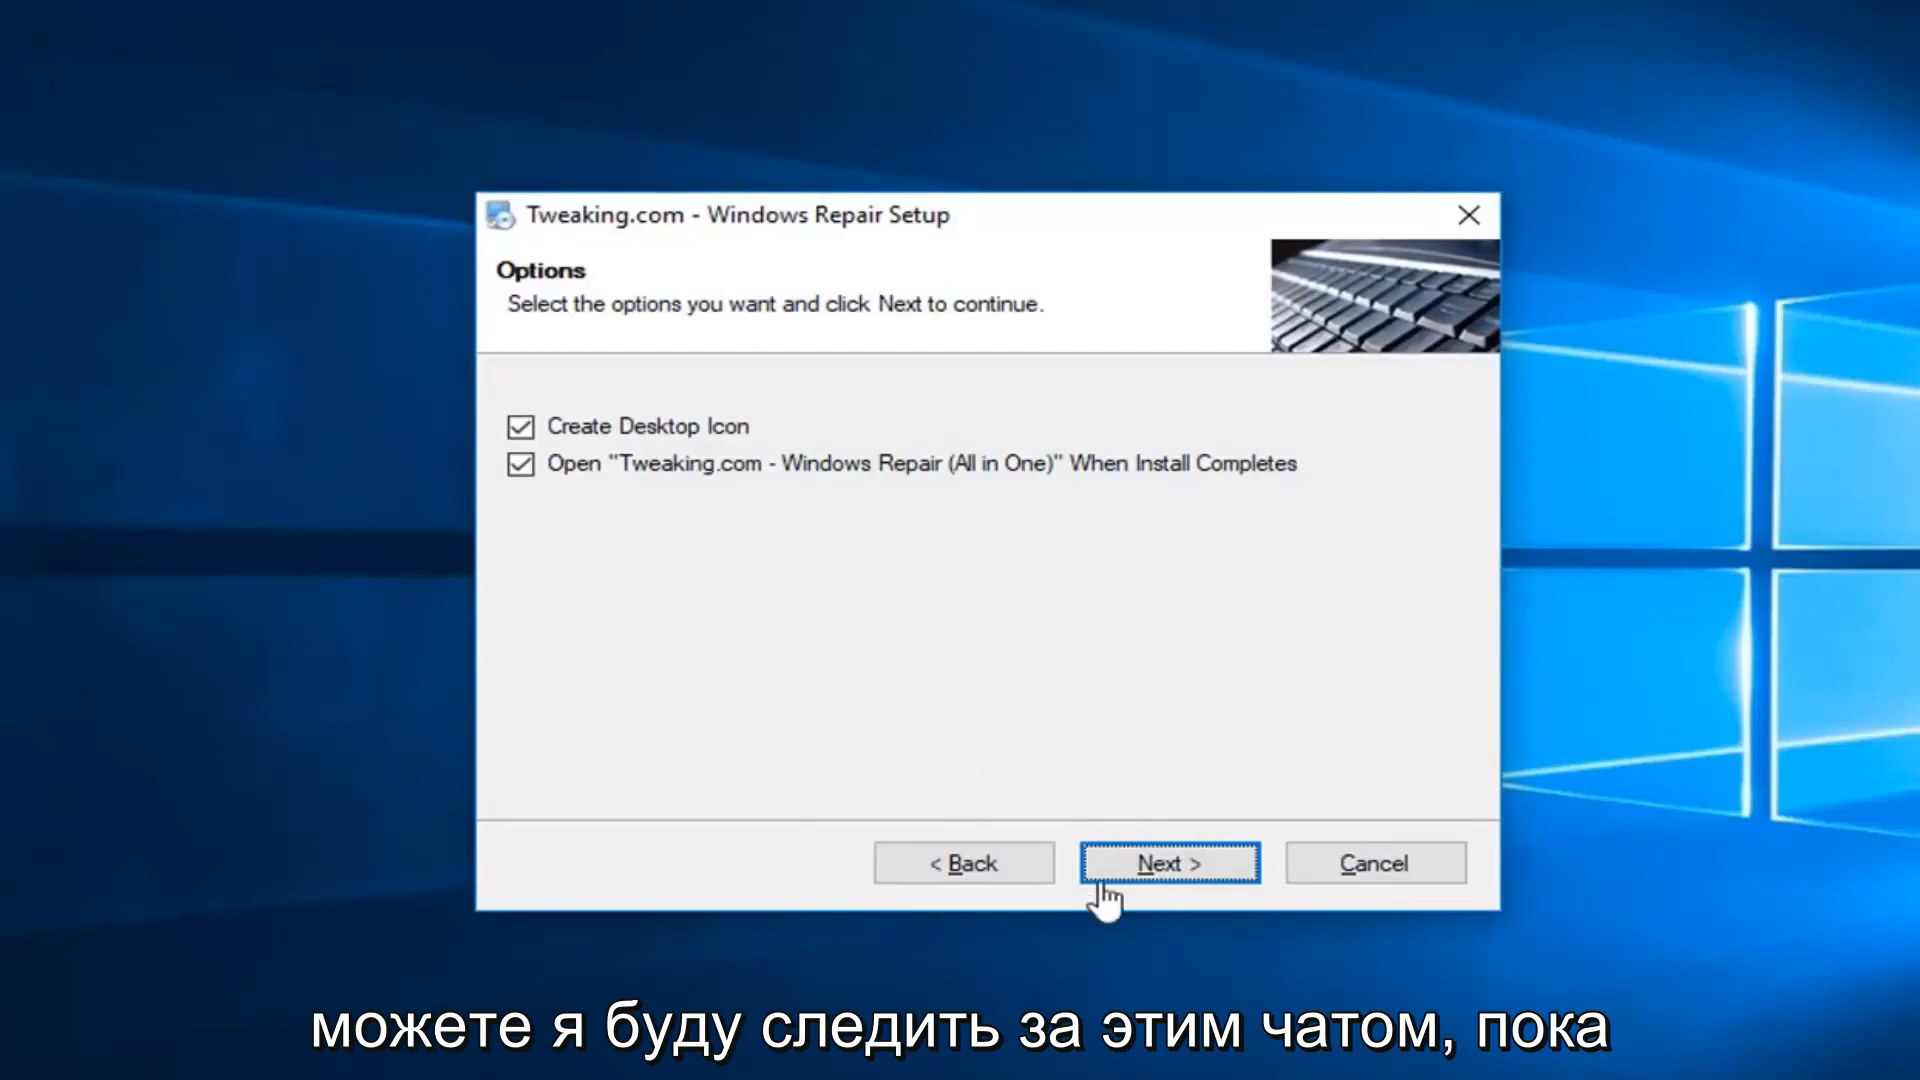 Tweaking.com - Windows Repair Setup
Options
Select the options you want and click Next to continue.
Create Desktop Icon
Open "Tweaking.com - Windows Repair (All in One)" When Install Completes
< Back
Next >
Cancel
можете я буду следить за этим чатом, пока